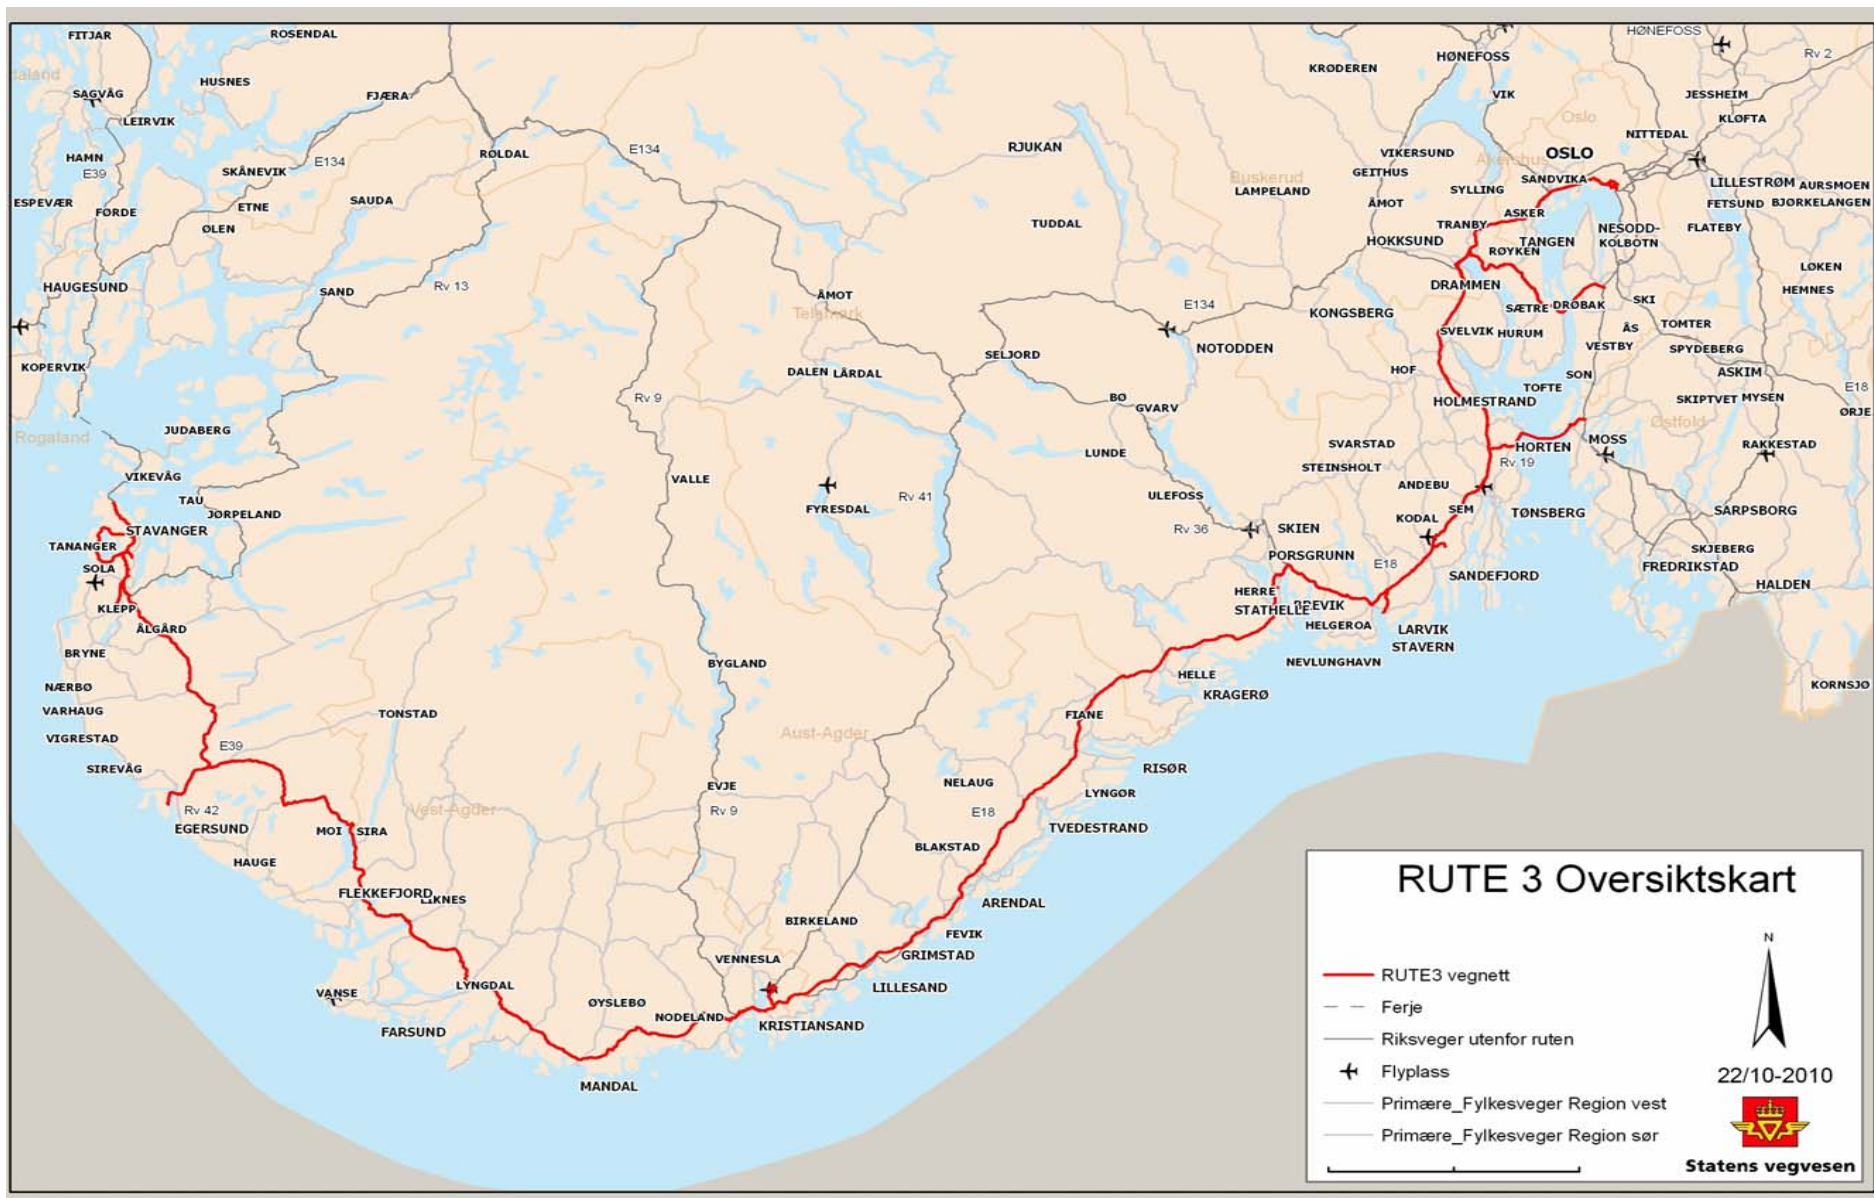 FITJAR
ROSENDAL
HØNEFOSS
HØNEFOSS
Rv 2
KRØDEREN
HUSNES
SAGVÅG
FJÆRA
VIK
JESSHEIM
LEIRVIK
Oslo
KLØFTA
NITTEDAL
RØLDAL
E134
RJUKAN
VIKERSUND
OSLO
HAMN
E39
E134
SKÅNEVIK
Akershus
GEITHUS
Buskerud
SANDVIKA
LILLESTRØM
AURSMOEN
LAMPELAND
SYLLING
ESPEVÆR
FØRDE
ETNE
SAUDA
ÅMOT
FETSUND
BJØRKELANGEN
ØLEN
TUDDAL
TRANBY
ASKER
NESODD-
FLATEBY
HOKKSUND
TANGEN
KOLBOTN
RØYKEN
LØKEN
HAUGESUND
SAND
Rv 13
ÅMOT
Telemark
E134
DRAMMEN
SKI
HEMNES
KONGSBERG
SÆTRE
DRØBAK
SVELVIK
HURUM
ÅS
TOMTER
NOTODDEN
VESTBY
SPYDEBERG
KOPERVIK
SELJORD
DALEN
LÅRDAL
HOF
SON
ASKIM
TOFTE
E18
Rv 9
BØ
GVARV
HOLMESTRAND
SKIPTVET
MYSEN
ØRJE
Rogaland
JUDABERG
Østfold
SVARSTAD
HORTEN
MOSS
RAKKESTAD
LUNDE
STEINSHOLT
Rv 19
VIKEVÅG
VALLE
ANDEBU
TAU
Rv 41
ULEFOSS
JØRPELAND
FYRESDAL
SEM
TØNSBERG
SARPSBORG
KODAL
STAVANGER
Rv 36
SKIEN
TANANGER
PORSGRUNN
SKJEBERG
SOLA
E18
FREDRIKSTAD
SANDEFJORD
HALDEN
HERRE
KLEPP
STATHELLE
BREVIK
HELGEROA
LARVIK
ÅLGÅRD
STAVERN
BRYNE
NEVLUNGHAVN
BYGLAND
HELLE
NÆRBØ
KRAGERØ
KORNSJØ
VARHAUG
TONSTAD
FIANE
VIGRESTAD
E39
Aust-Agder
SIREVÅG
RISØR
EVJE
NELAUG
LYNGØR
Rv 42
Vest-Agder
Rv 9
E18
EGERSUND
MOI
SIRA
TVEDESTRAND
BLAKSTAD
HAUGE
FLEKKEFJORD
ARENDAL
BIRKELAND
FEVIK
VENNESLA
GRIMSTAD
LYNGDAL
LILLESAND
VANSE
ØYSLEBØ
NODELAND
KRISTIANSAND
FARSUND
MANDAL
RUTE 3 Oversiktskart
N
RUTE3 vegnett
Ferje
Riksveger utenfor ruten
Flyplass
22/10-2010
Primære_Fylkesveger Region vest
Primære_Fylkesveger Region sør
Statens vegvesen